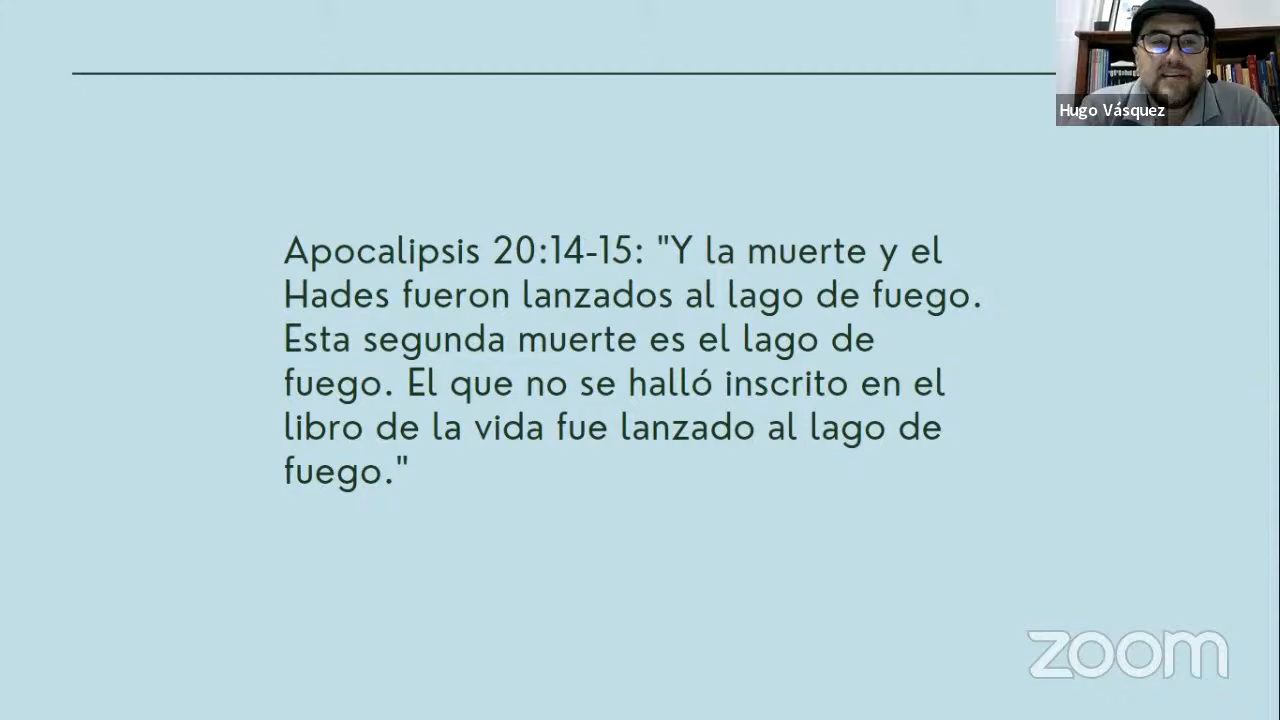 Hugo Vásquez
Apocalipsis 20:14-15: "Y la muerte y el
Hades fueron lanzados al lago de fuego.
Esta segunda muerte es el lago de
fuego. El que no se halló inscrito en el
libro de la vida fue lanzado al lago de
fuego."
zoom